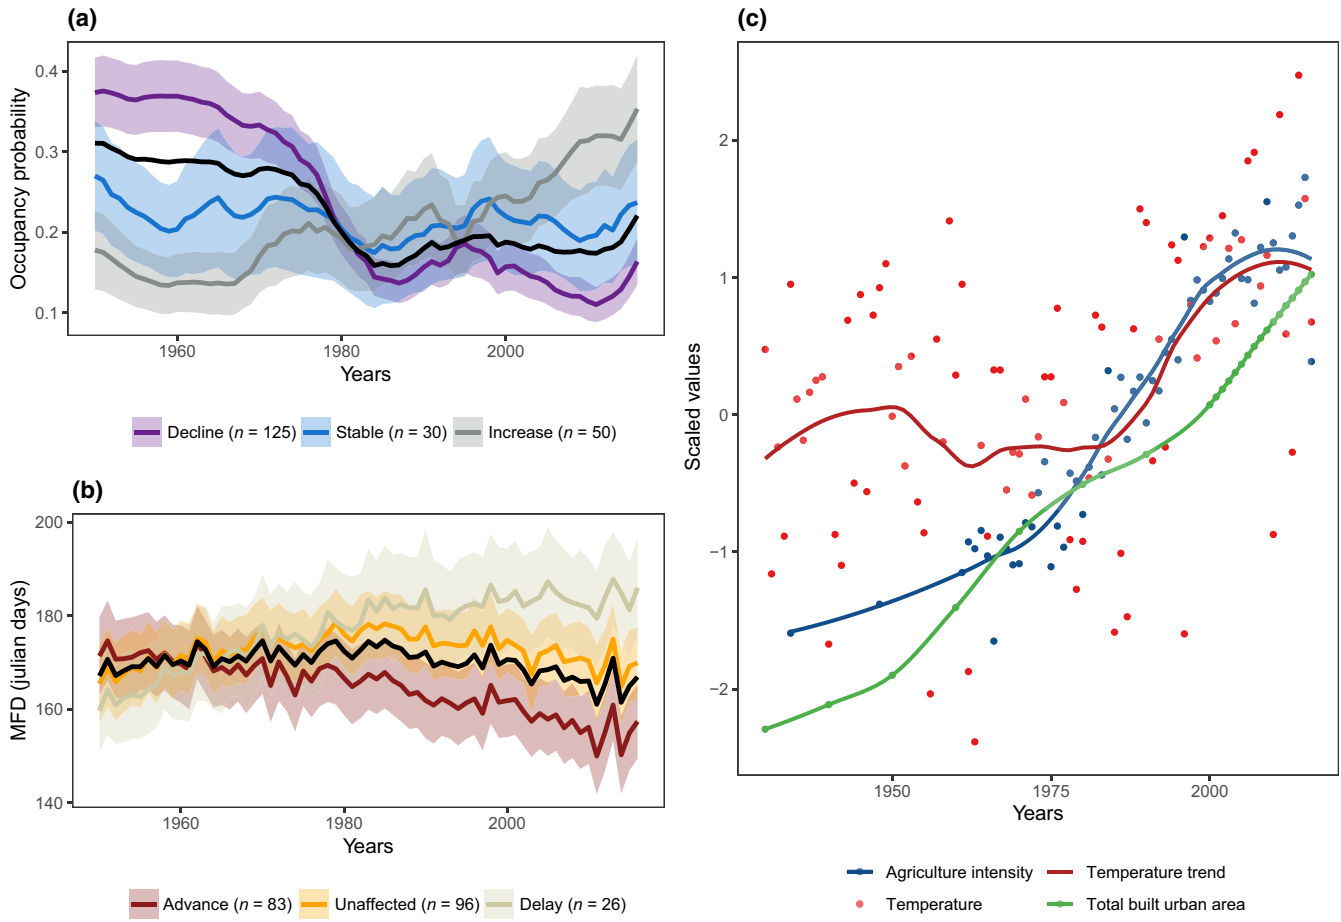 (a)
Occupancy probability
0.4
0.3
0.2
0.1
1960 1980 2000
Years
Decline (n = 125) Stable (n = 30) Increase (n = 50)
(b)
MFD (julian days)
200
180
160
140
1960 1980 2000
Years
Advance (n = 83) Unaffected (n = 96) Delay (n = 26)
(c)
Scaled values
2
1
0
−1
−2
1950 1975 2000
Years
Agriculture intensity Temperature trend
Temperature Total built urban area